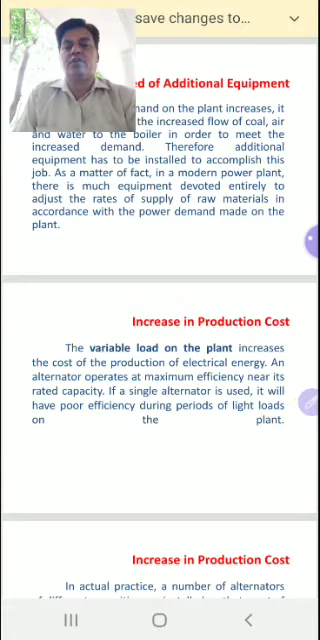 save changes to...
ed of Additional Equipment
mand on the plant increases, it
the increased flow of coal, air
and water to the boiler in order to meet the
increased demand. Therefore additional
equipment has to be installed to accomplish this
job. As a matter of fact, in a modern power plant,
there is much equipment devoted entirely to
adjust the rates of supply of raw materials in
accordance with the power demand made on the
plant.
Increase in Production Cost
The variable load on the plant increases
the cost of the production of electrical energy. An
alternator operates at maximum efficiency near its
rated capacity. If a single alternator is used, it will
have poor efficiency during periods of light loads
on the plant.
Increase in Production Cost
In actual practice, a number of alternators